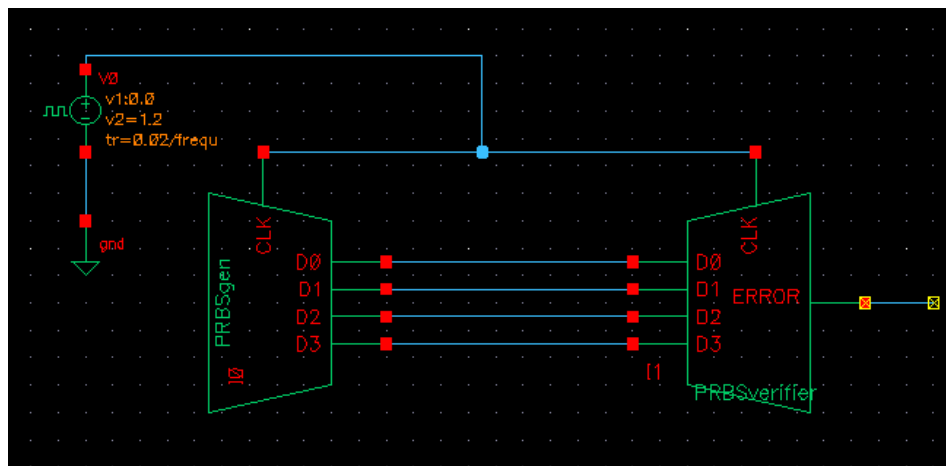 V0
v1:0.0
v2=1.2
tr=0.02/frequ
gnd
CLK
PRBSgen
I0
D0
D1
D2
D3
CLK
D0
D1
D2
D3
ERROR
I1
PRBSverifier